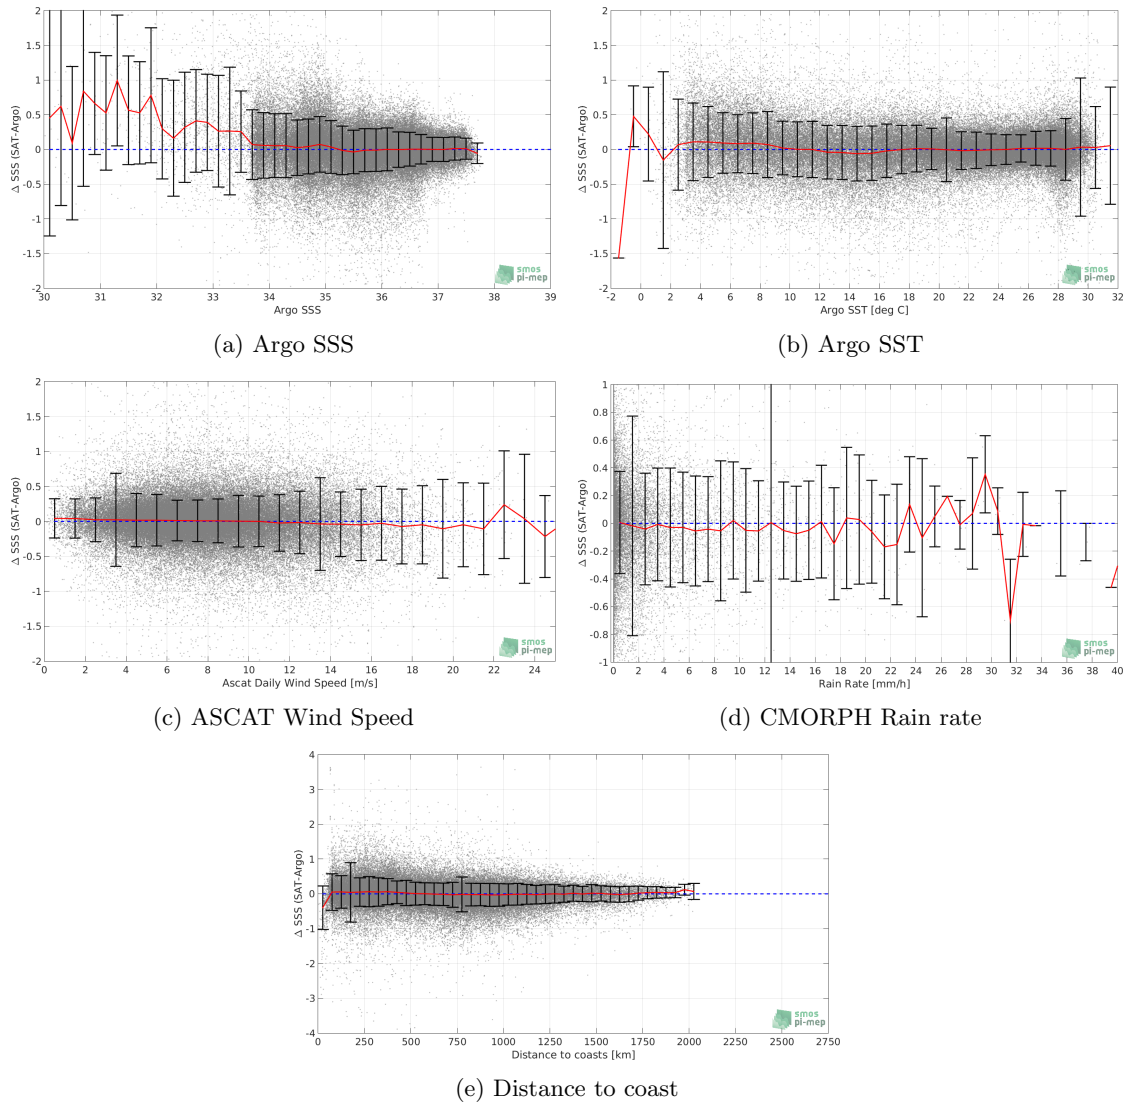 2
1.5
1
0.5
0
-0.5
-1
-1.5
-2
Δ SSS (SAT-Argo)
30 31 32 33 34 35 36 37 38 39
Argo SSS
smos
pi-mep
(a) Argo SSS
2
1.5
1
0.5
0
-0.5
-1
-1.5
-2
Δ SSS (SAT-Argo)
-2 0 2 4 6 8 10 12 14 16 18 20 22 24 26 28 30 32
Argo SST [deg C]
smos
pi-mep
(b) Argo SST
2
1.5
1
0.5
0
-0.5
-1
-1.5
-2
Δ SSS (SAT-Argo)
0 2 4 6 8 10 12 14 16 18 20 22 24
Ascat Daily Wind Speed [m/s]
smos
pi-mep
(c) ASCAT Wind Speed
1
0.8
0.6
0.4
0.2
0
-0.2
-0.4
-0.6
-0.8
-1
Δ SSS (SAT-Argo)
0 2 4 6 8 10 12 14 16 18 20 22 24 26 28 30 32 34 36 38 40
Rain Rate [mm/h]
smos
pi-mep
(d) CMORPH Rain rate
4
3
2
1
0
-1
-2
-3
-4
Δ SSS (SAT-Argo)
0 250 500 750 1000 1250 1500 1750 2000 2250 2500 2750
Distance to coasts [km]
smos
pi-mep
(e) Distance to coast